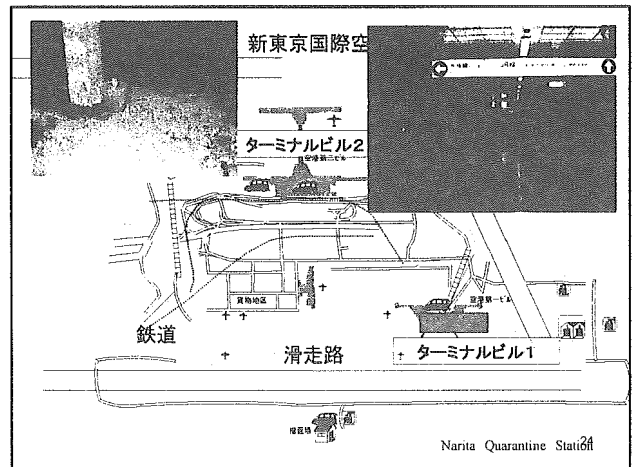 新東京国際空
ターミナルビル2
空港第二ビル
貨物地区
空港第一ビル
鉄道
滑走路
ターミナルビル1
Narita Quarantine Station
24